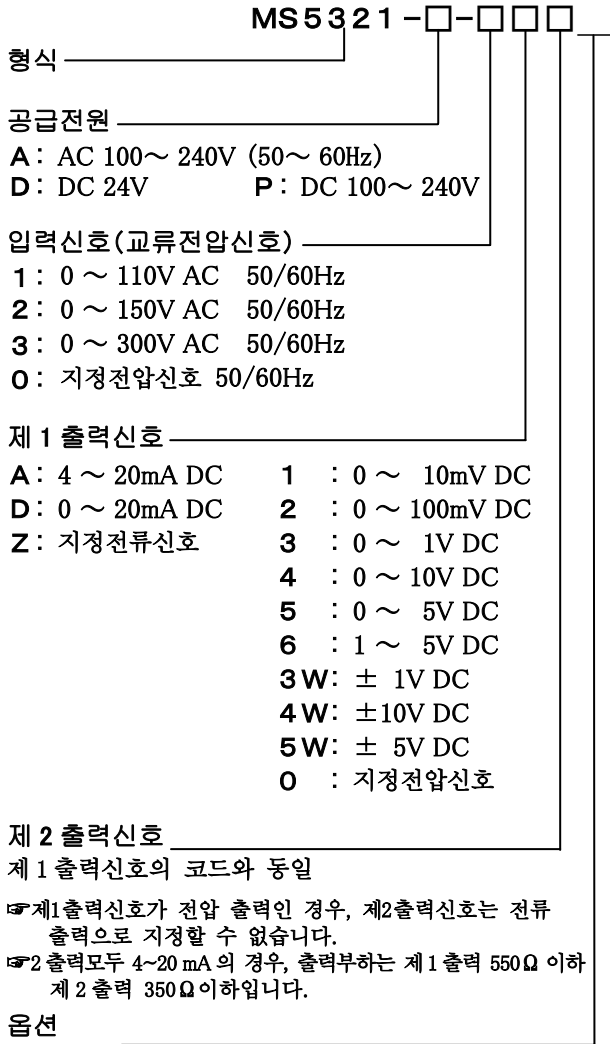 MS5321-□-□□□
형식
공급전원
A : AC 100～ 240V (50～ 60Hz)
D : DC 24V P : DC 100～ 240V
입력신호(교류전압신호)
1 : 0 ～ 110V AC 50/60Hz
2 : 0 ～ 150V AC 50/60Hz
3 : 0 ～ 300V AC 50/60Hz
0 : 지정전압신호 50/60Hz
제 1 출력신호
A : 4 ～ 20mA DC 1 : 0 ～ 10mV DC
D : 0 ～ 20mA DC 2 : 0 ～ 100mV DC
Z : 지정전류신호 3 : 0 ～ 1V DC
4 : 0 ～ 10V DC
5 : 0 ～ 5V DC
6 : 1 ～ 5V DC
3W: ± 1V DC
4W: ±10V DC
5W: ± 5V DC
0 : 지정전압신호
제 2 출력신호
제 1 출력신호의 코드와 동일
☞제1출력신호가 전압 출력인 경우, 제2출력신호는 전류
출력으로 지정할 수 없습니다.
☞2 출력모두 4~20 mA 의 경우, 출력부하는 제 1 출력 550Ω 이하
제 2 출력 350Ω이하입니다.
옵션